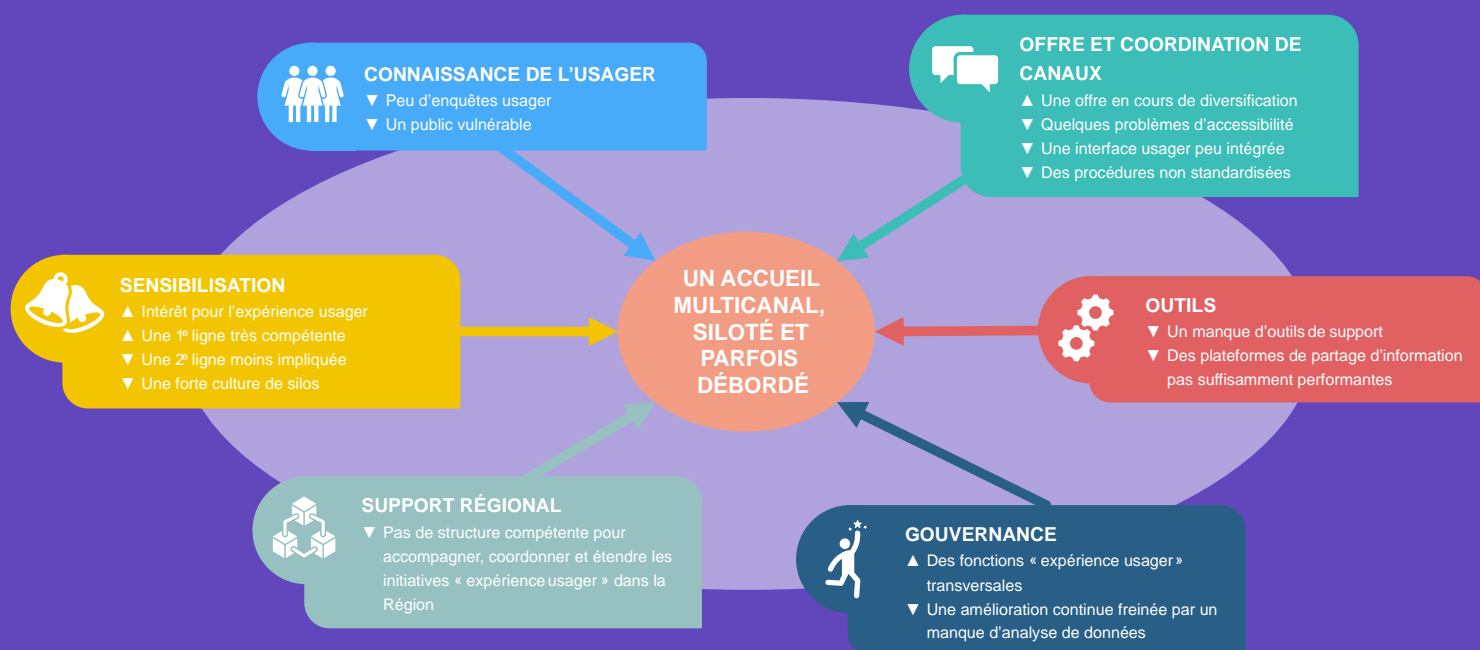 CONNAISSANCE DE L'USAGER
▼ Peu d'enquêtes usager
▼ Un public vulnérable
OFFRE ET COORDINATION DE
CANAUX
▲ Une offre en cours de diversification
▼ Quelques problèmes d'accessibilité
▼ Une interface usager peu intégrée
▼ Des procédures non standardisées
SENSIBILISATION
▲ Intérêt pour l'expérience usager
▲ Une 1e ligne très compétente
▼ Une 2e ligne moins impliquée
▼ Une forte culture de silos
UN ACCUEIL
MULTICANAL,
SILOTÉ ET
PARFOIS
DÉBORDÉ
OUTILS
▼ Un manque d'outils de support
▼ Des plateformes de partage d'information
pas suffisamment performantes
SUPPORT RÉGIONAL
▼ Pas de structure compétente pour
accompagner, coordonner et étendre les
initiatives « expérience usager » dans la
Région
GOUVERNANCE
▲ Des fonctions « expérience usager »
transversales
▼ Une amélioration continue freinée par un
manque d'analyse de données